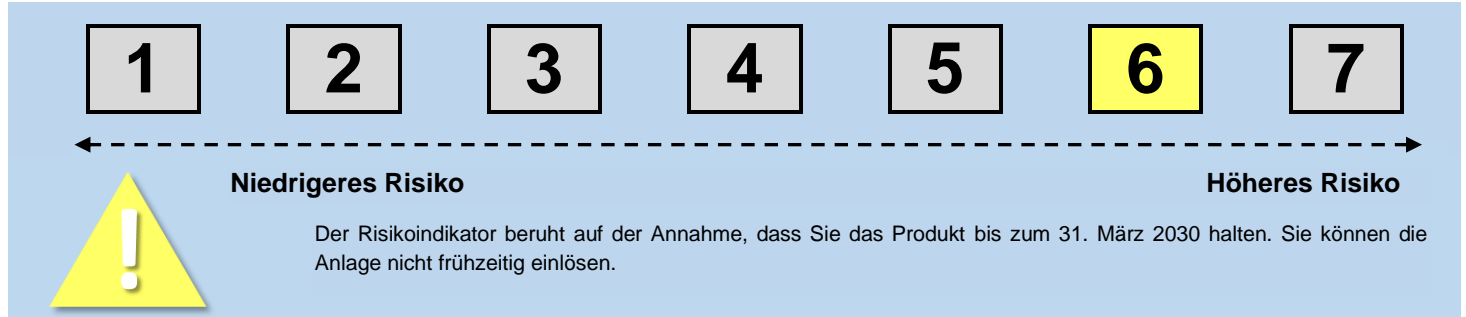 1 2 3 4 5 6 7
Niedrigeres Risiko Höheres Risiko
!
Der Risikoindikator beruht auf der Annahme, dass Sie das Produkt bis zum 31. März 2030 halten. Sie können die
Anlage nicht frühzeitig einlösen.